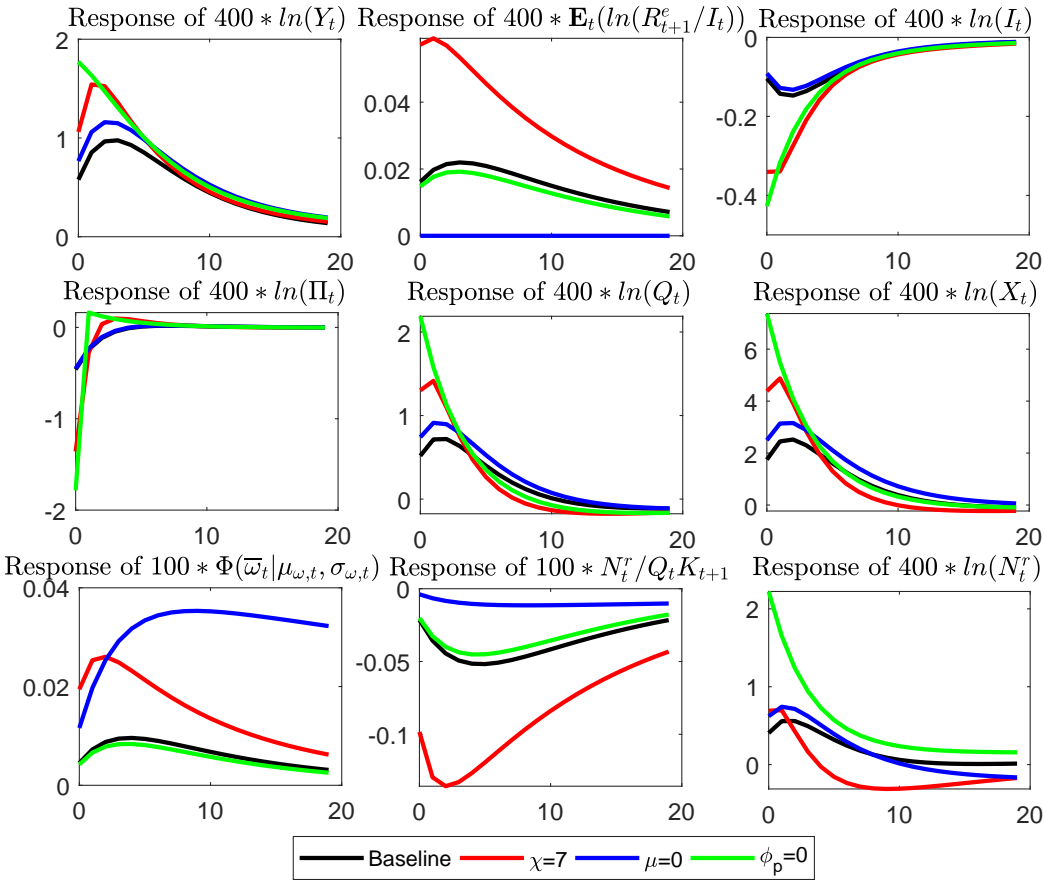 Response of 400 ∗ ln(Y_t)
Response of 400 ∗ E_t(ln(R^e_{t+1}/I_t))
Response of 400 ∗ ln(I_t)
2
1
0
0 10 20
0.04
0.02
0
0 10 20
0
-0.2
-0.4
0 10 20
Response of 400 ∗ ln(Π_t)
Response of 400 ∗ ln(Q_t)
Response of 400 ∗ ln(X_t)
0
-1
-2
0 10 20
2
1
0
0 10 20
6
4
2
0
0 10 20
Response of 100 ∗ Φ(ω̅_t|μ_{ω,t}, σ_{ω,t})
Response of 100 ∗ N^r_t/Q_tK_{t+1}
Response of 400 ∗ ln(N^r_t)
0.04
0.02
0
0 10 20
0
-0.05
-0.1
0 10 20
2
1
0
0 10 20
Baseline χ=7 μ=0 ϕ_p=0